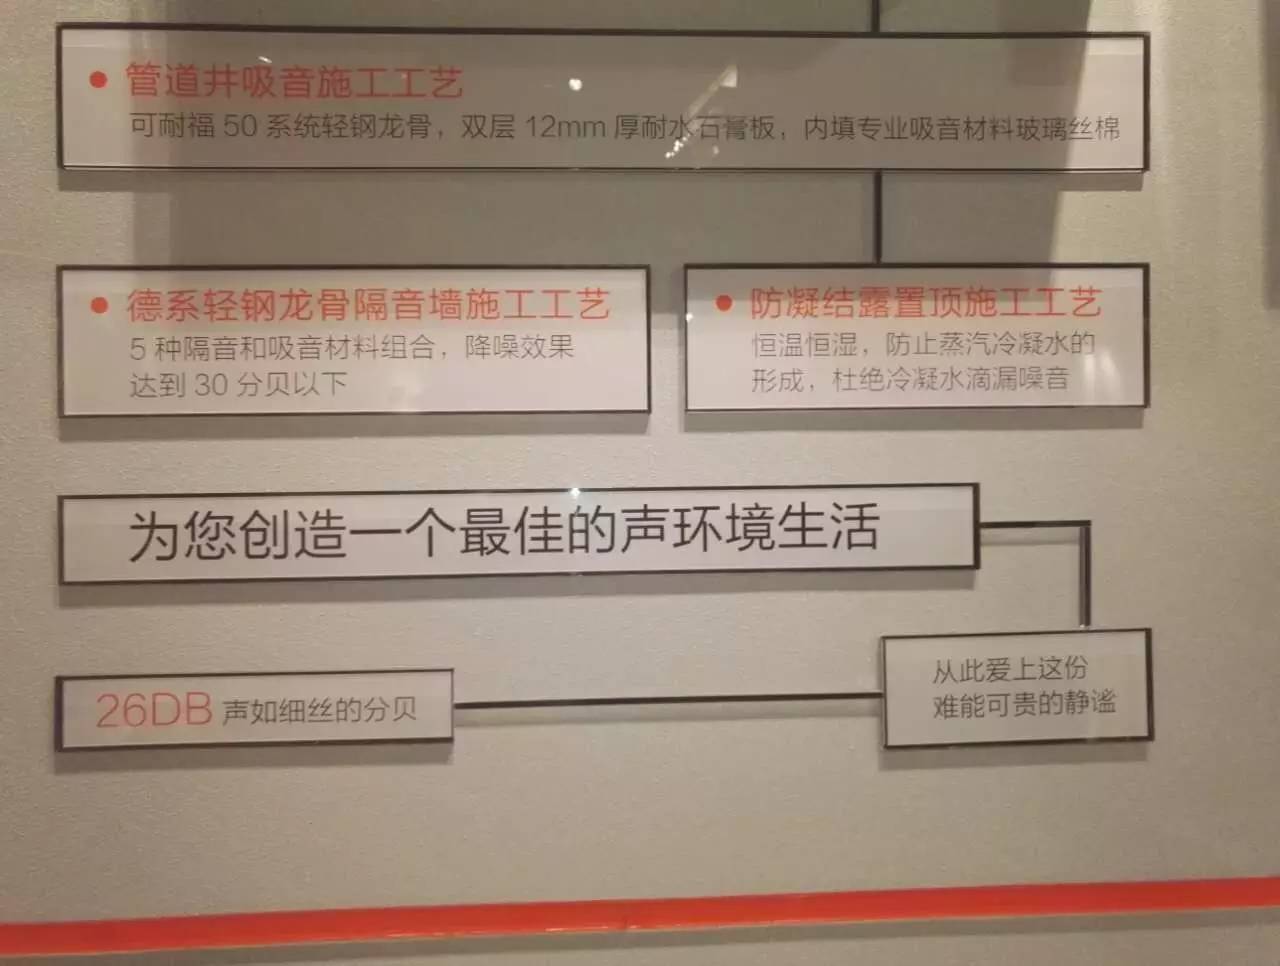 ● 管道井吸音施工工艺
可耐福 50 系统轻钢龙骨，双层 12mm 厚耐水石膏板，内填专业吸音材料玻璃丝棉
● 德系轻钢龙骨隔音墙施工工艺
5 种隔音和吸音材料组合，降噪效果
达到 30 分贝以下
● 防凝结露置顶施工工艺
恒温恒湿，防止蒸汽冷凝水的
形成，杜绝冷凝水滴漏噪音
为您创造一个最佳的声环境生活
从此爱上这份
难能可贵的静谧
26DB 声如细丝的分贝